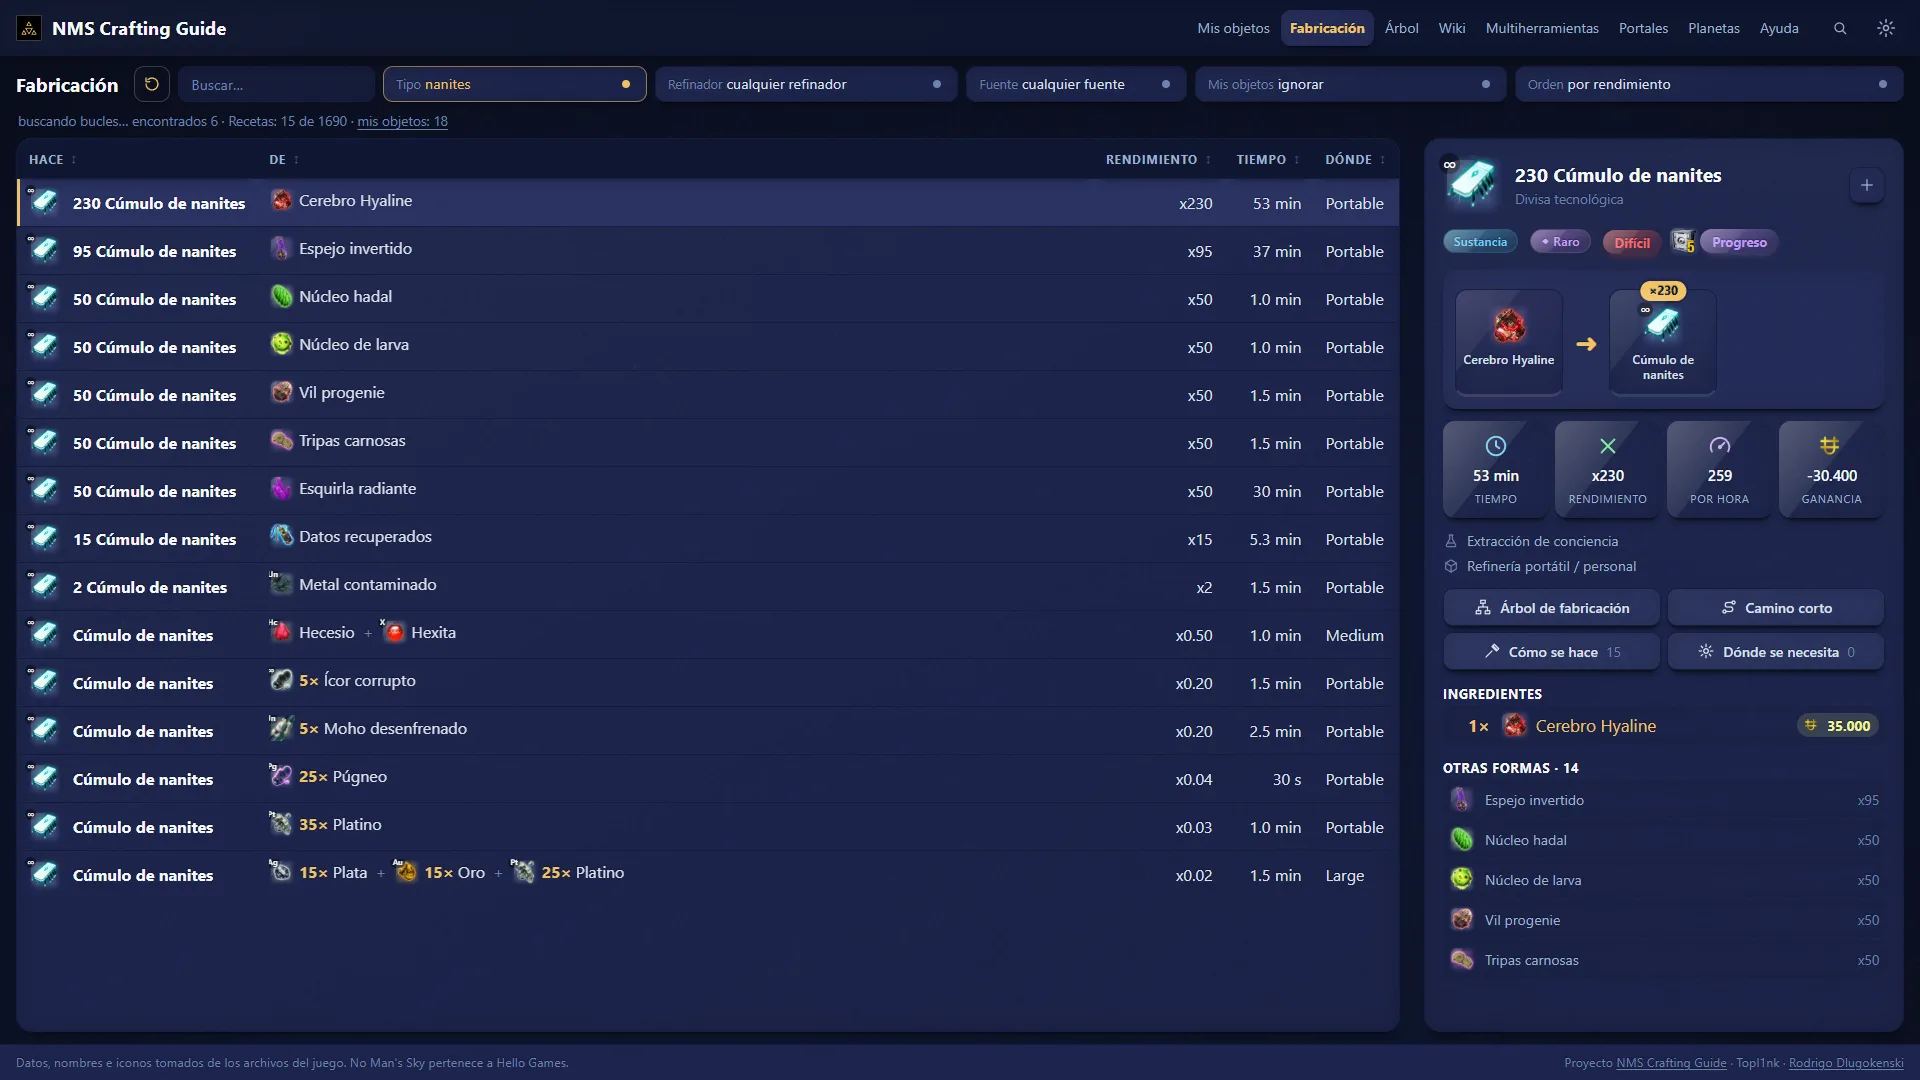 NMS Crafting Guide
Mis objetos Fabricación Árbol Wiki Multiherramientas Portales Planetas Ayuda
Fabricación Buscar... Tipo nanites Refinador cualquier refinador Fuente cualquier fuente Mis objetos ignorar Orden por rendimiento
buscando bucles... encontrados 6 · Recetas: 15 de 1690 · mis objetos: 18
HACE DE RENDIMIENTO TIEMPO DÓNDE
230 Cúmulo de nanites Cerebro Hyaline x230 53 min Portable
95 Cúmulo de nanites Espejo invertido x95 37 min Portable
50 Cúmulo de nanites Núcleo hadal x50 1.0 min Portable
50 Cúmulo de nanites Núcleo de larva x50 1.0 min Portable
50 Cúmulo de nanites Vil progenie x50 1.5 min Portable
50 Cúmulo de nanites Tripas carnosas x50 1.5 min Portable
50 Cúmulo de nanites Esquirla radiante x50 30 min Portable
15 Cúmulo de nanites Datos recuperados x15 5.3 min Portable
2 Cúmulo de nanites Metal contaminado x2 1.5 min Portable
Cúmulo de nanites Hecesio + Hexita x0.50 1.0 min Medium
Cúmulo de nanites 5× Ícor corrupto x0.20 1.5 min Portable
Cúmulo de nanites 5× Moho desenfrenado x0.20 2.5 min Portable
Cúmulo de nanites 25× Púgneo x0.04 30 s Portable
Cúmulo de nanites 35× Platino x0.03 1.0 min Portable
Cúmulo de nanites 15× Plata + 15× Oro + 25× Platino x0.02 1.5 min Large
230 Cúmulo de nanites
Divisa tecnológica
Sustancia Raro Difícil 5 Progreso
×230
Cerebro Hyaline
Cúmulo de
nanites
53 min x230 259 -30.400
TIEMPO RENDIMIENTO POR HORA GANANCIA
Extracción de conciencia
Refinería portátil / personal
Árbol de fabricación Camino corto
Cómo se hace 15 Dónde se necesita 0
INGREDIENTES
1× Cerebro Hyaline 35.000
OTRAS FORMAS · 14
Espejo invertido x95
Núcleo hadal x50
Núcleo de larva x50
Vil progenie x50
Tripas carnosas x50
Datos, nombres e iconos tomados de los archivos del juego. No Man's Sky pertenece a Hello Games.
Proyecto NMS Crafting Guide · Topl1nk · Rodrigo Dlugokenski